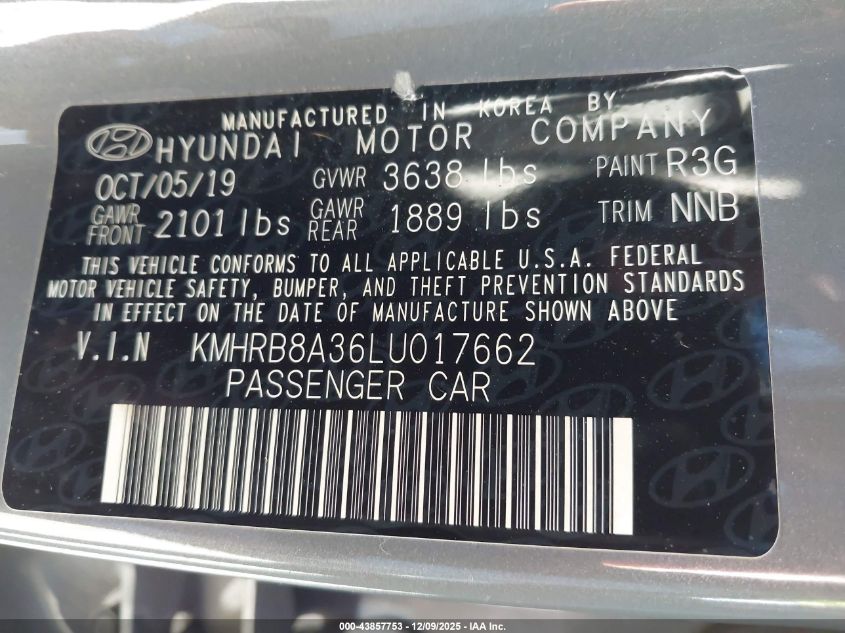 MANUFACTURED IN KOREA BY
HYUNDAI MOTOR COMPANY
OCT/05/19 GVWR 3638 lbs PAINT R3G
GAWR FRONT 2101 lbs GAWR REAR 1889 lbs TRIM NNB
THIS VEHICLE CONFORMS TO ALL APPLICABLE U.S.A. FEDERAL
MOTOR VEHICLE SAFETY, BUMPER, AND THEFT PREVENTION STANDARDS
IN EFFECT ON THE DATE OF MANUFACTURE SHOWN ABOVE
V.I.N KMHRB8A36LU017662
PASSENGER CAR
000-43857753 | 12/09/2025 - IAA Inc.